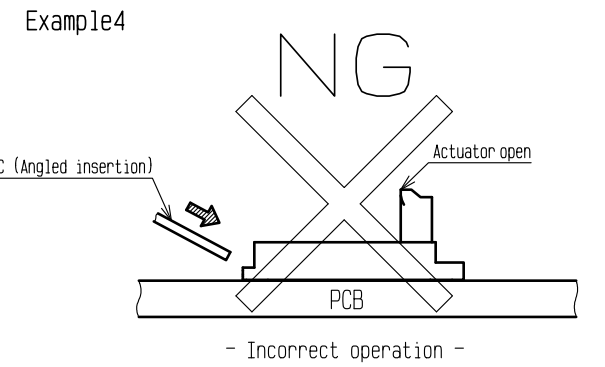 Example4
NG
Actuator open
C (Angled insertion)
PCB
- Incorrect operation -